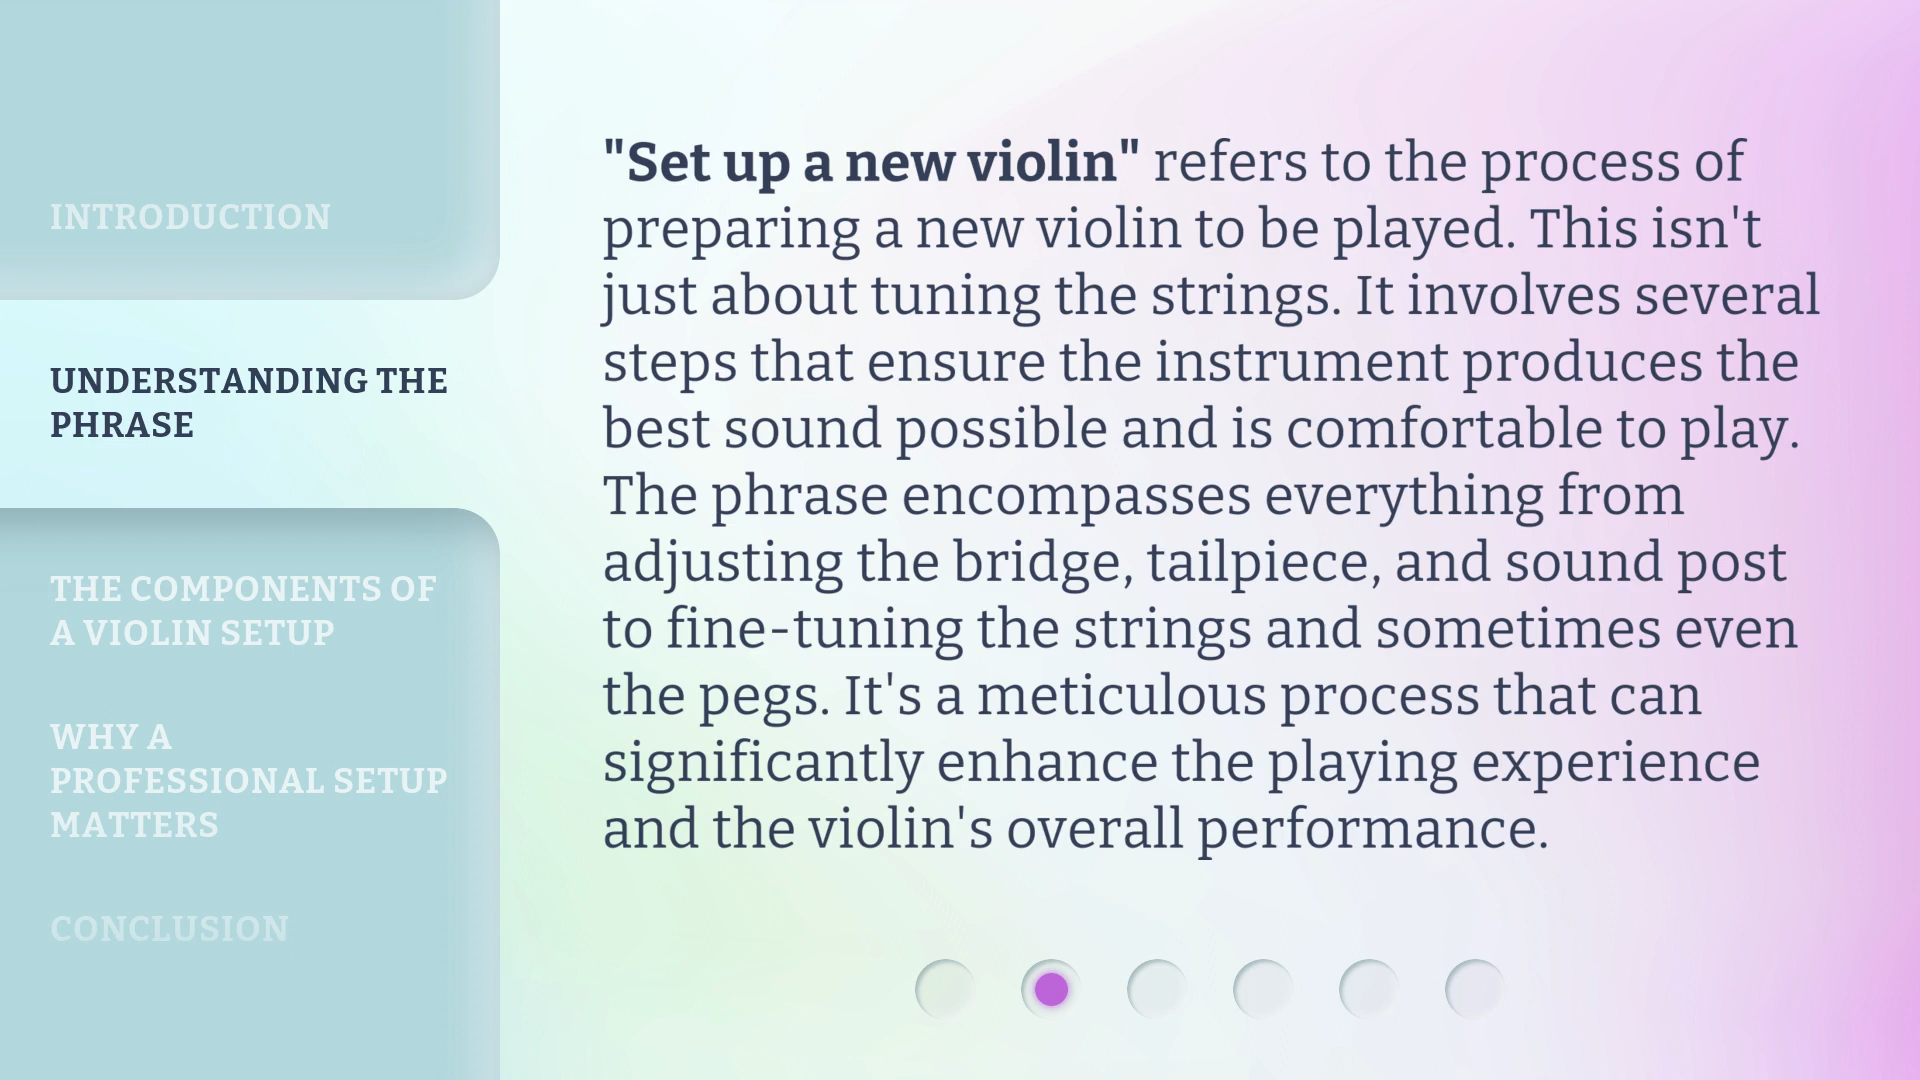 INTRODUCTION
UNDERSTANDING THE
PHRASE
THE COMPONENTS OF
A VIOLIN SETUP
WHY A
PROFESSIONAL SETUP
MATTERS
CONCLUSION
"Set up a new violin" refers to the process of
preparing a new violin to be played. This isn't
just about tuning the strings. It involves several
steps that ensure the instrument produces the
best sound possible and is comfortable to play.
The phrase encompasses everything from
adjusting the bridge, tailpiece, and sound post
to fine-tuning the strings and sometimes even
the pegs. It's a meticulous process that can
significantly enhance the playing experience
and the violin's overall performance.